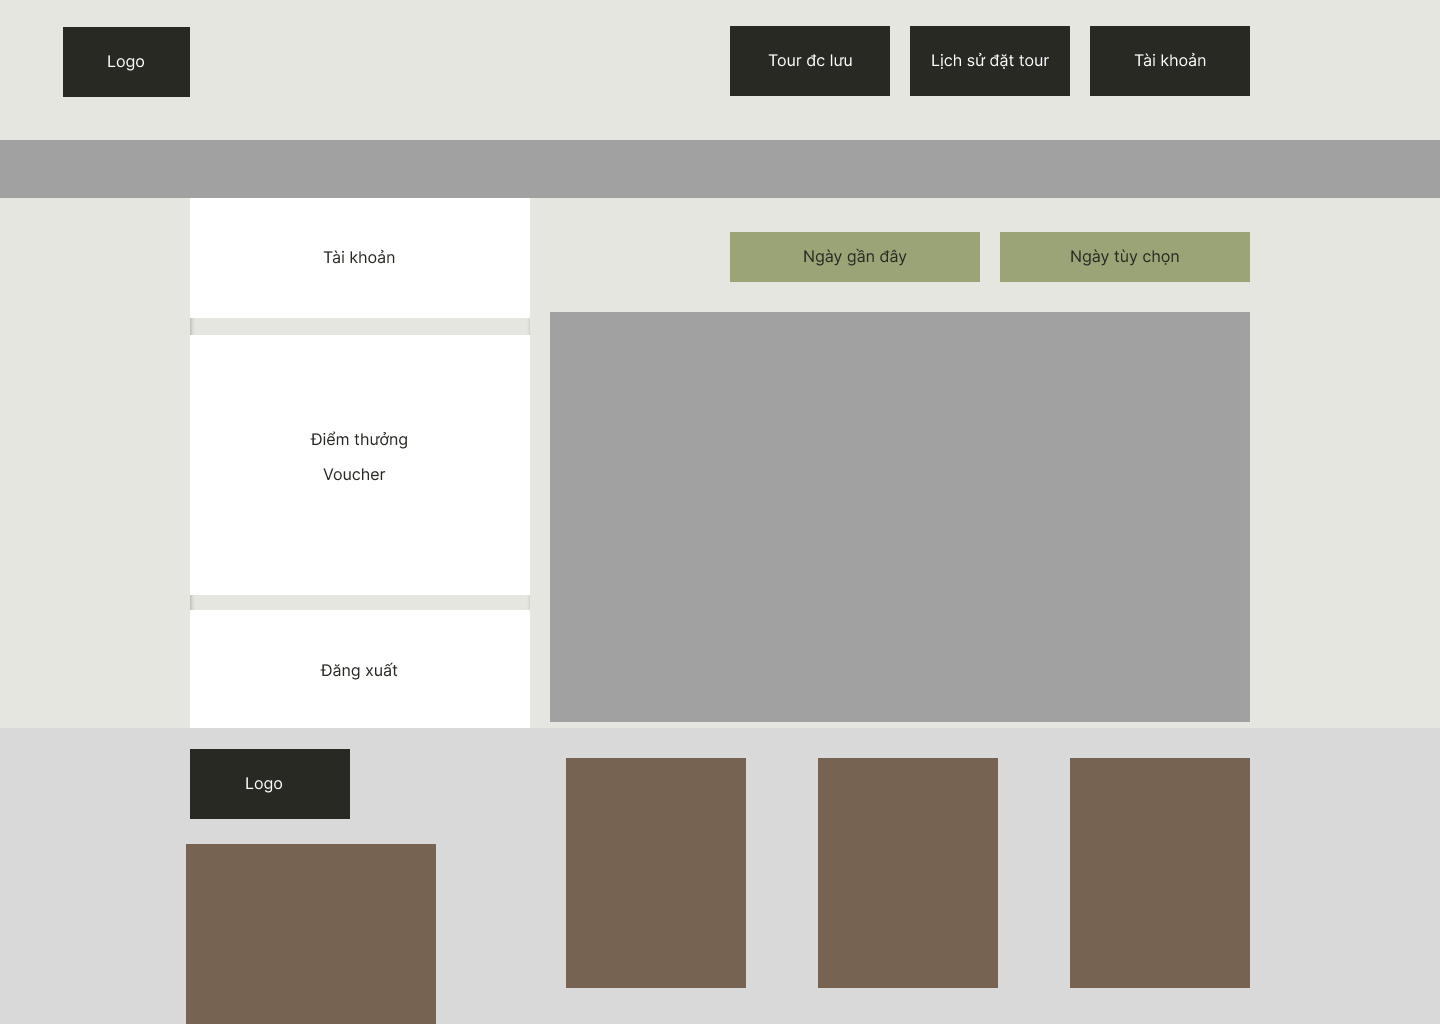 Logo
Tour đc lưu
Lịch sử đặt tour
Tài khoản
Tài khoản
Ngày gần đây
Ngày tùy chọn
Điểm thưởng
Voucher
Đăng xuất
Logo